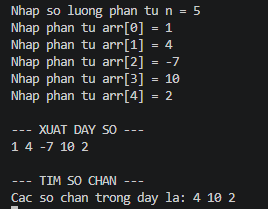 Nhap so luong phan tu n = 5
Nhap phan tu arr[0] = 1
Nhap phan tu arr[1] = 4
Nhap phan tu arr[2] = -7
Nhap phan tu arr[3] = 10
Nhap phan tu arr[4] = 2
--- XUAT DAY SO ---
1 4 -7 10 2
--- TIM SO CHAN ---
Cac so chan trong day la: 4 10 2